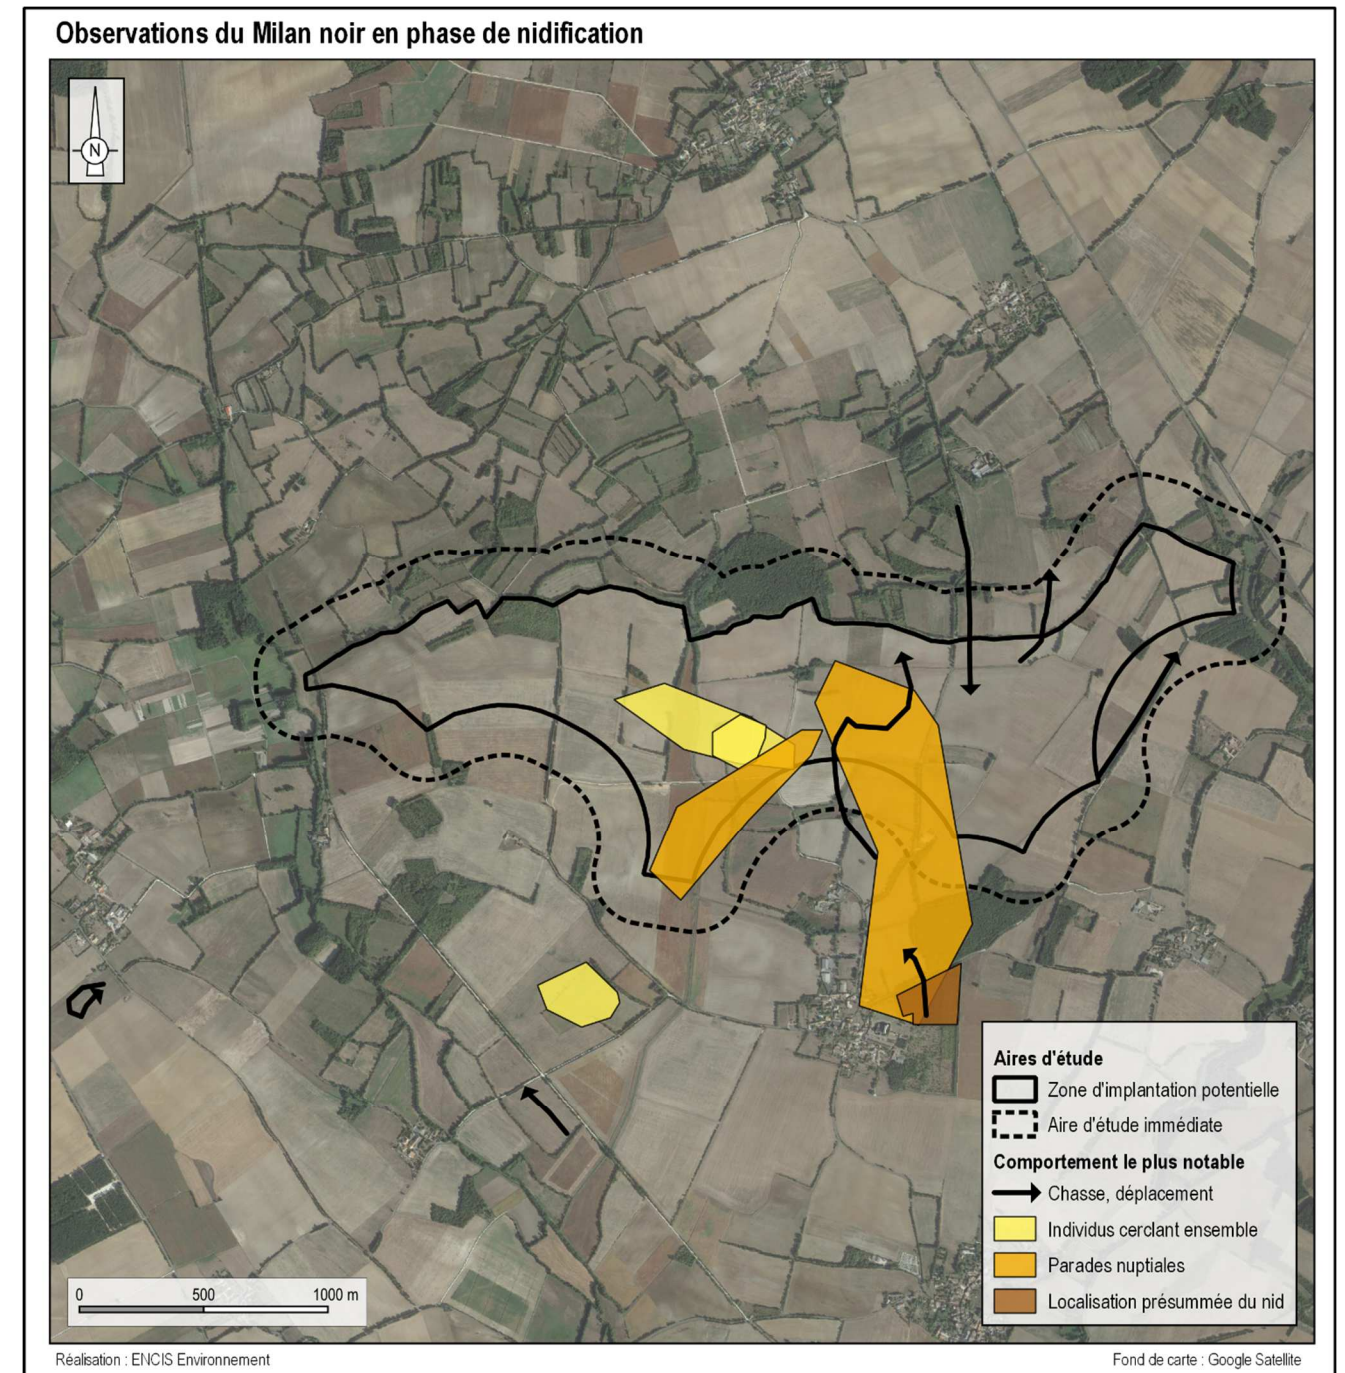 Observations du Milan noir en phase de nidification
N
Aires d'étude
Zone d'implantation potentielle
Aire d'étude immédiate
Comportement le plus notable
Chasse, déplacement
Individus cerclant ensemble
Parades nuptiales
Localisation présummée du nid
0 500 1000 m
Réalisation : ENCIS Environnement
Fond de carte : Google Satellite